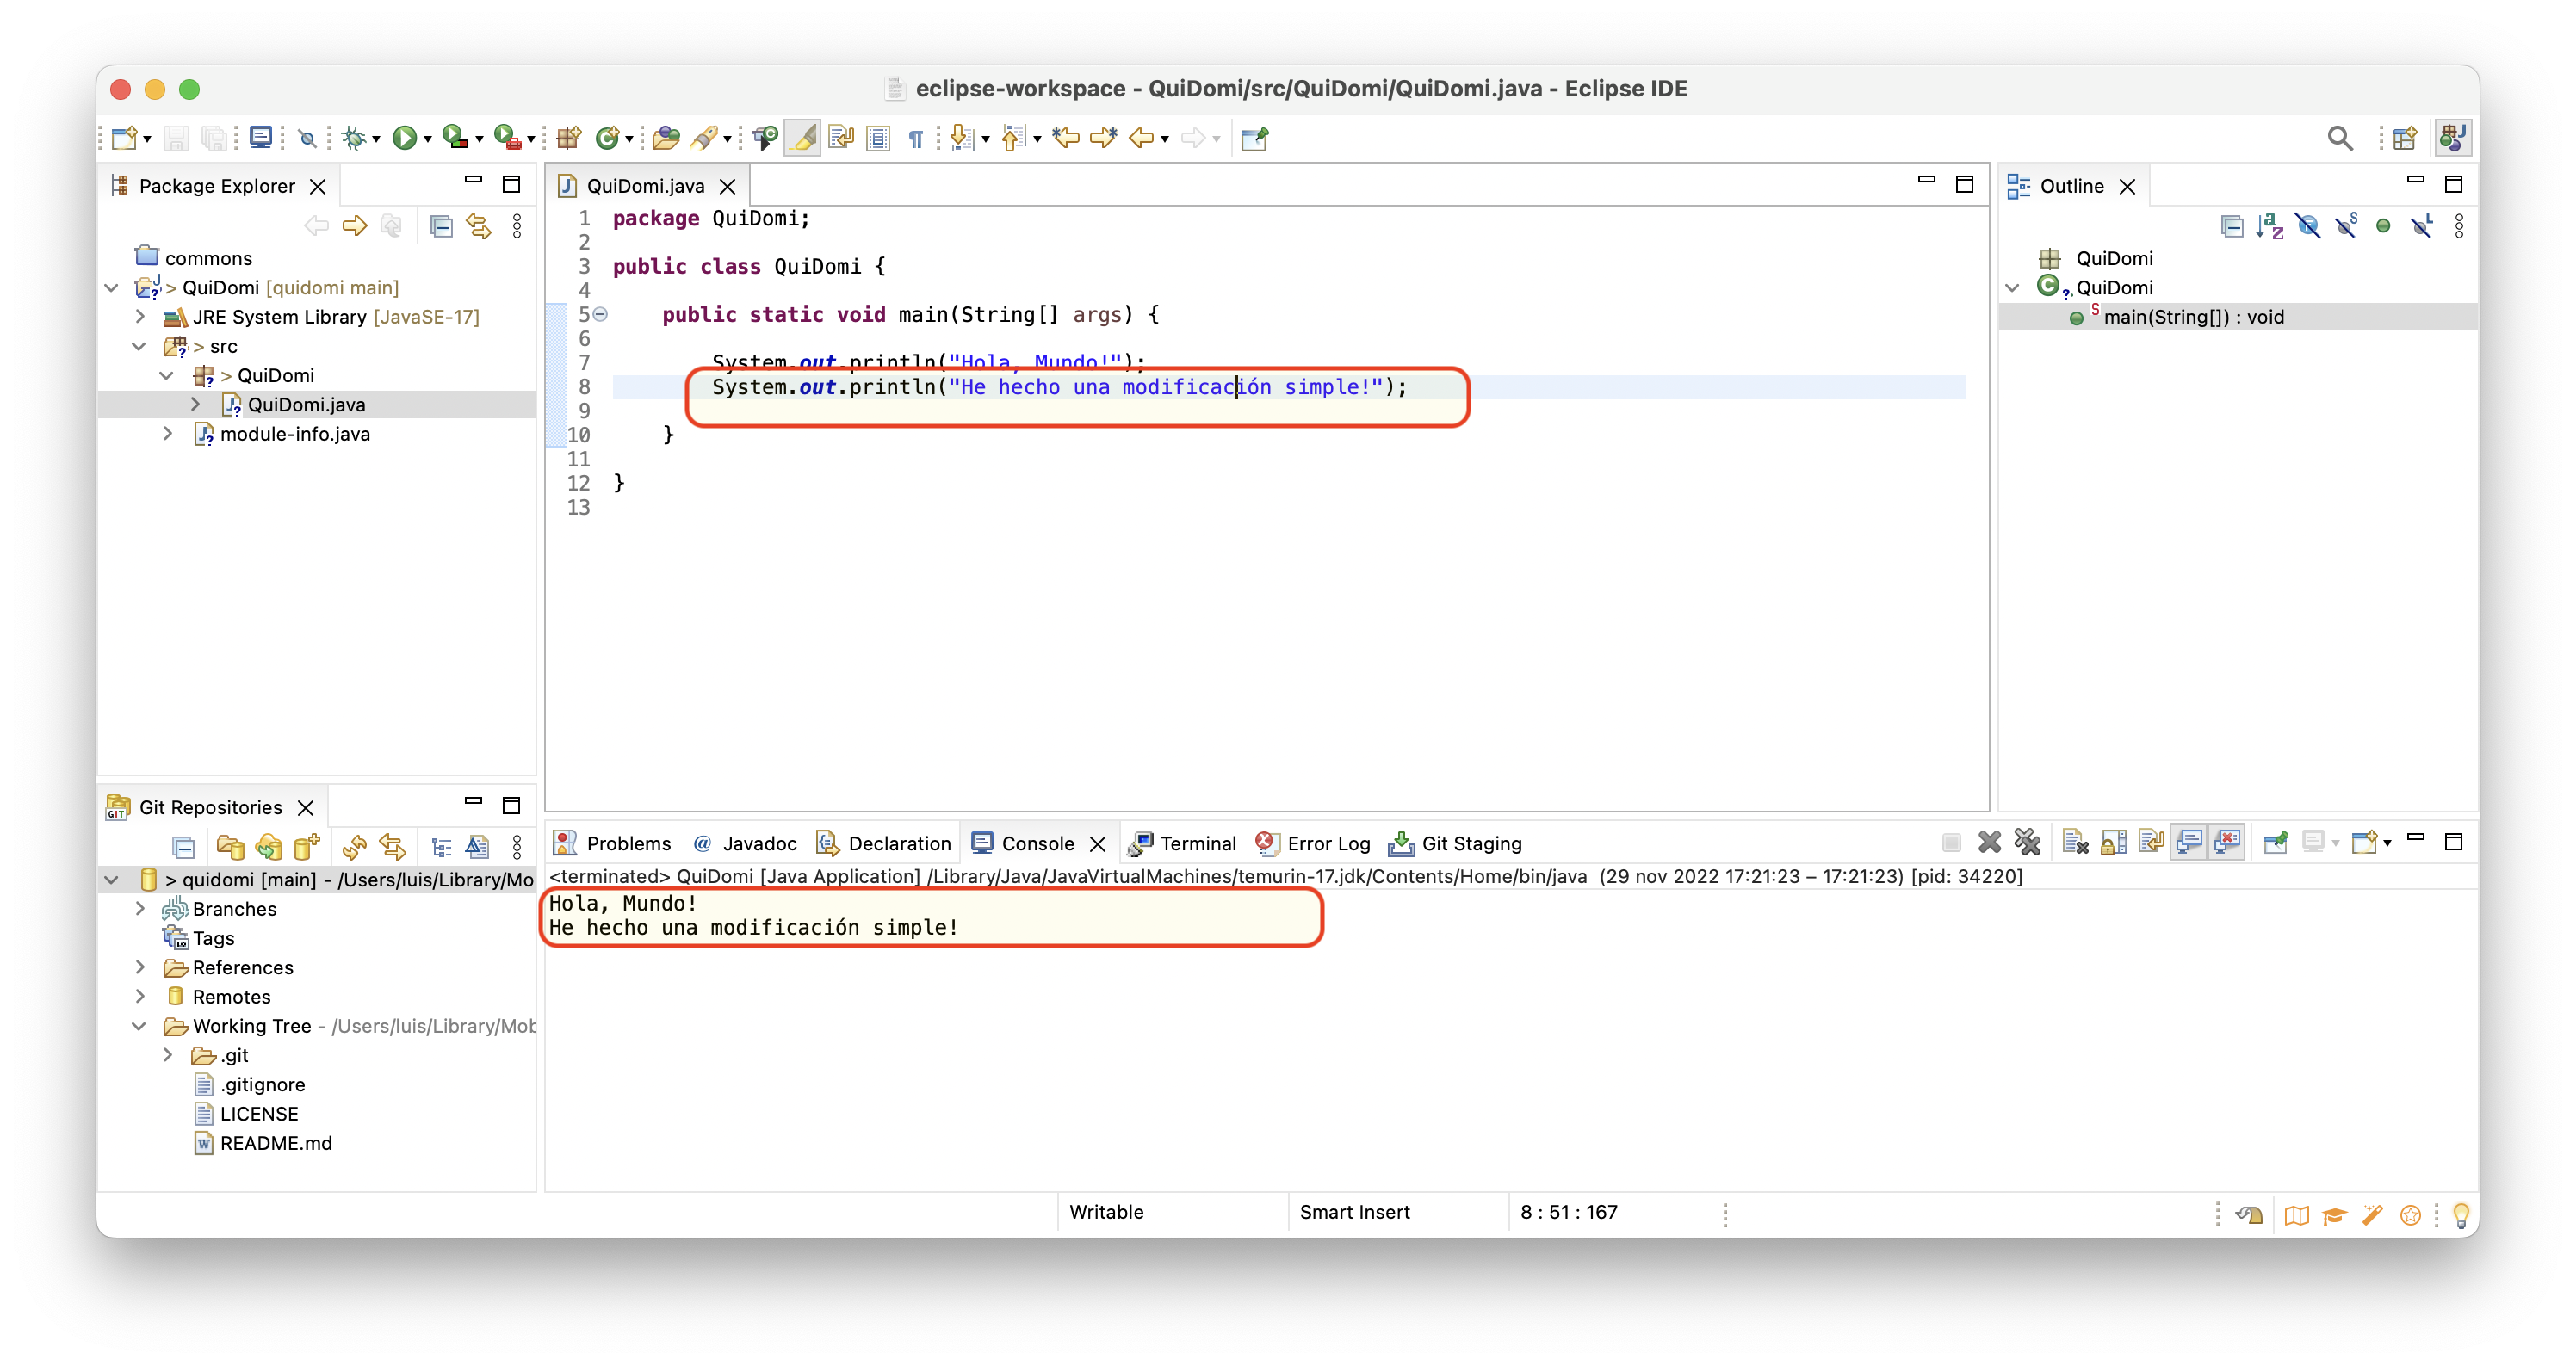 eclipse-workspace - QuiDomi/src/QuiDomi/QuiDomi.java - Eclipse IDE
Package Explorer
commons
> QuiDomi [quidomi main]
JRE System Library [JavaSE-17]
> src
> QuiDomi
QuiDomi.java
module-info.java
QuiDomi.java
1 package QuiDomi;
2
3 public class QuiDomi {
4
5 public static void main(String[] args) {
6
7 System.out.println("Hola, Mundo!");
8 System.out.println("He hecho una modificación simple!");
9
10 }
11
12 }
13
Outline
QuiDomi
QuiDomi
main(String[]) : void
Git Repositories
> quidomi [main] - /Users/luis/Library/Mo
Branches
Tags
References
Remotes
Working Tree - /Users/luis/Library/Mob
.git
.gitignore
LICENSE
README.md
Problems @ Javadoc Declaration Console Terminal Error Log Git Staging
<terminated> QuiDomi [Java Application] /Library/Java/JavaVirtualMachines/temurin-17.jdk/Contents/Home/bin/java (29 nov 2022 17:21:23 – 17:21:23) [pid: 34220]
Hola, Mundo!
He hecho una modificación simple!
Writable Smart Insert 8 : 51 : 167